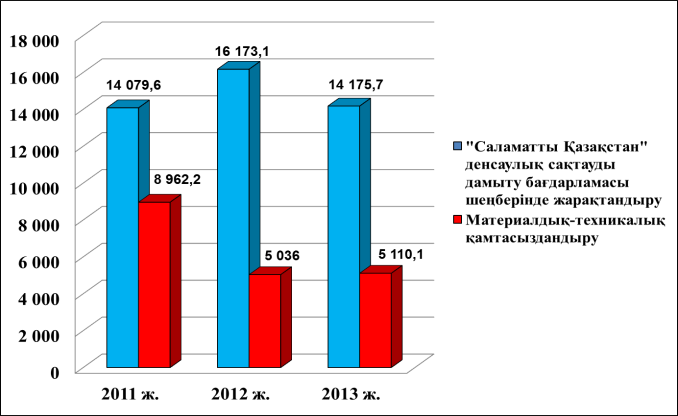 18 000
16 000
14 000
12 000
10 000
8 000
6 000
4 000
2 000
0
14 079,6
8 962,2
16 173,1
5 036
14 175,7
5 110,1
2011 ж.
2012 ж.
2013 ж.
"Саламатты Қазақстан"
денсаулық сақтауды
дамыту бағдарламасы
шеңберінде жарақтандыру
Материалдық-техникалық
қамтасыздандыру